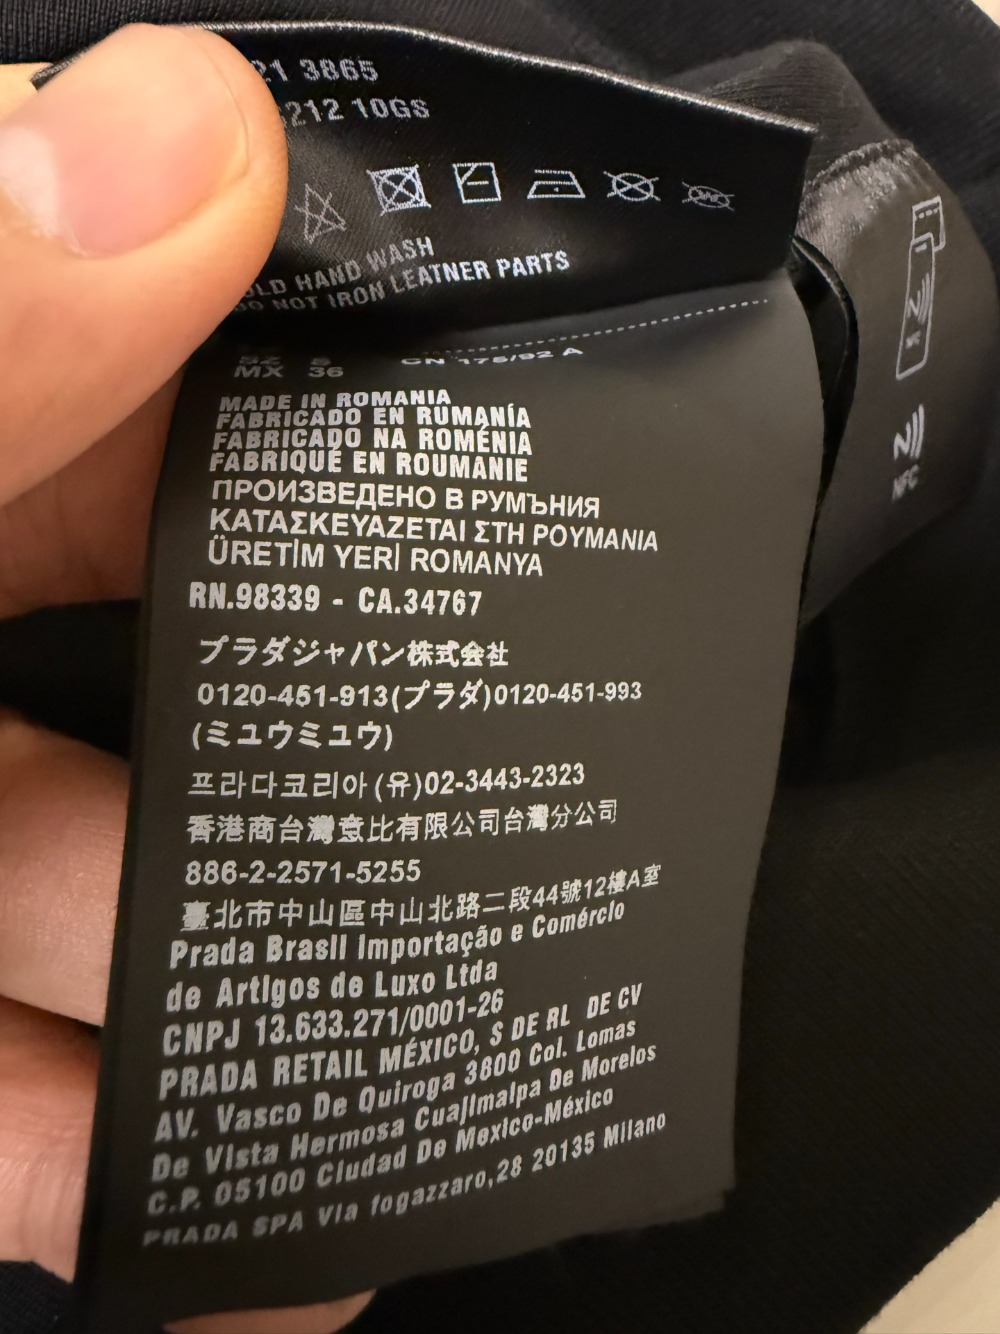 21 3865
212 10GS
HAND WASH
DO NOT IRON LEATNER PARTS
SZ S CN 175/92 A
MX 36
MADE IN ROMANIA
FABRICADO EN RUMANÍA
FABRICADO NA ROMÉNIA
FABRIQUÉ EN ROUMANIE
ПРОИЗВЕДЕНО В РУМЪНИЯ
ΚΑΤΑΣΚΕΥΑΖΕΤΑΙ ΣΤΗ ΡΟΥΜΑΝΙΑ
ÜRETİM YERİ ROMANYA
RN.98339 - CA.34767
プラダジャパン株式会社
0120-451-913(プラダ)0120-451-993
(ミュウミュウ)
프라다코리아(유)02-3443-2323
香港商台灣意比有限公司台灣分公司
886-2-2571-5255
臺北市中山區中山北路二段44號12樓A室
Prada Brasil Importação e Comércio
de Artigos de Luxo Ltda
CNPJ 13.633.271/0001-26
PRADA RETAIL MÉXICO, S DE RL DE CV
AV. Vasco De Quiroga 3800 Col. Lomas
De Vista Hermosa Cuajimalpa De Morelos
C.P. 05100 Ciudad De Mexico-México
PRADA SPA Via fogazzaro,28 20135 Milano
NFC